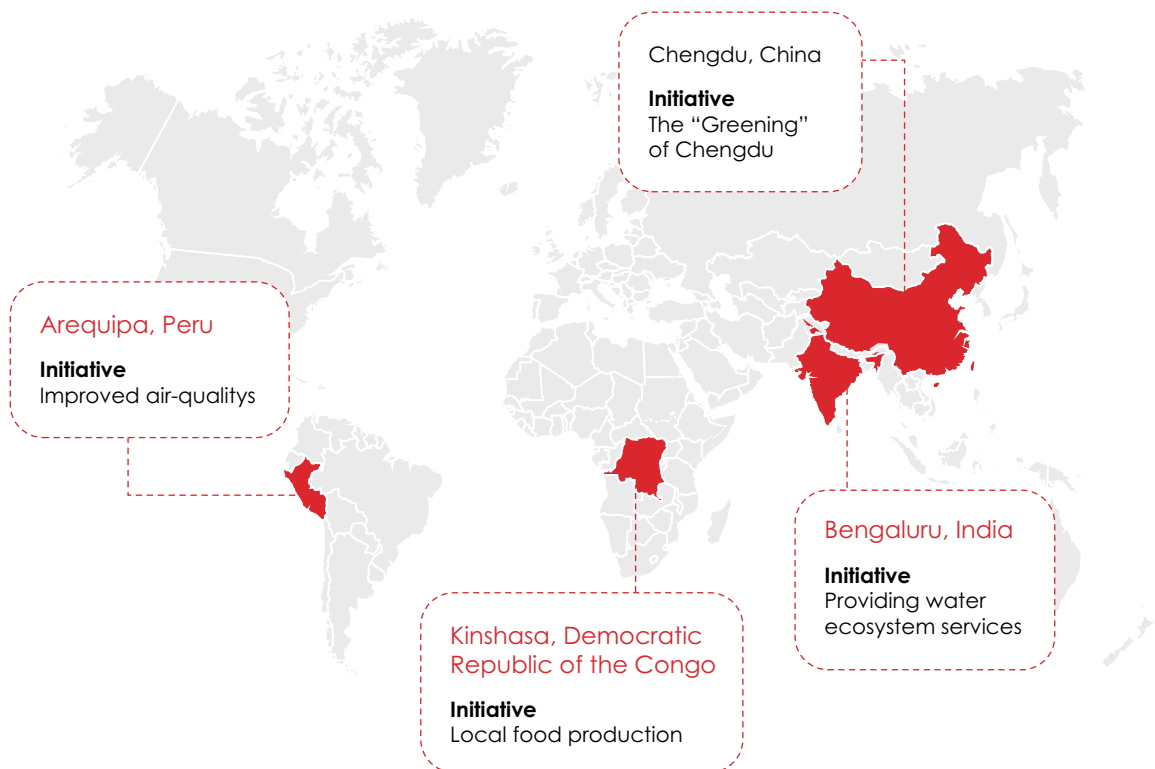 Chengdu, China
Initiative
The “Greening”
of Chengdu
Arequipa, Peru
Initiative
Improved air-qualitys
Bengaluru, India
Initiative
Providing water
ecosystem services
Kinshasa, Democratic
Republic of the Congo
Initiative
Local food production